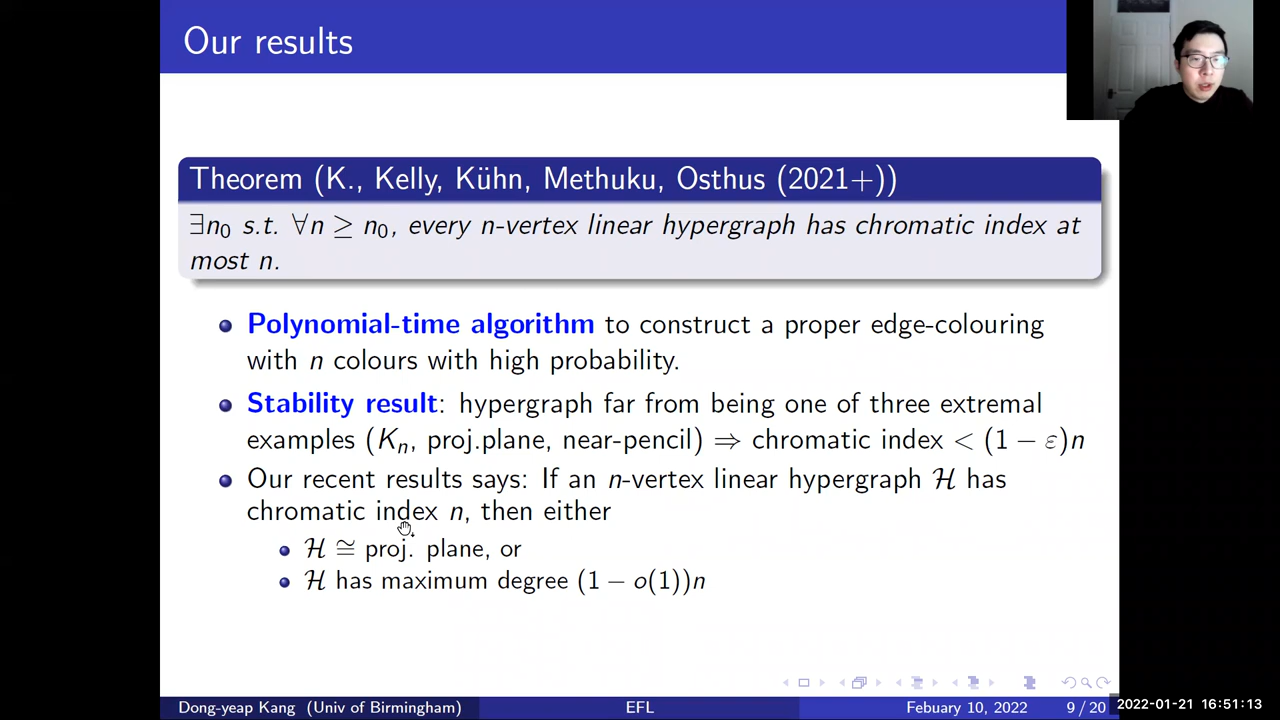 Our results
Theorem (K., Kelly, Kühn, Methuku, Osthus (2021+))
∃n₀ s.t. ∀n ≥ n₀, every n-vertex linear hypergraph has chromatic index at
most n.
Polynomial-time algorithm to construct a proper edge-colouring
with n colours with high probability.
Stability result: hypergraph far from being one of three extremal
examples (Kₙ, proj.plane, near-pencil) ⇒ chromatic index < (1 − ε)n
Our recent results says: If an n-vertex linear hypergraph ℋ has
chromatic index n, then either
ℋ ≅ proj. plane, or
ℋ has maximum degree (1 − o(1))n
Dong-yeap Kang (Univ of Birmingham) EFL Febuary 10, 2022 9 / 20
2022-01-21 16:51:13